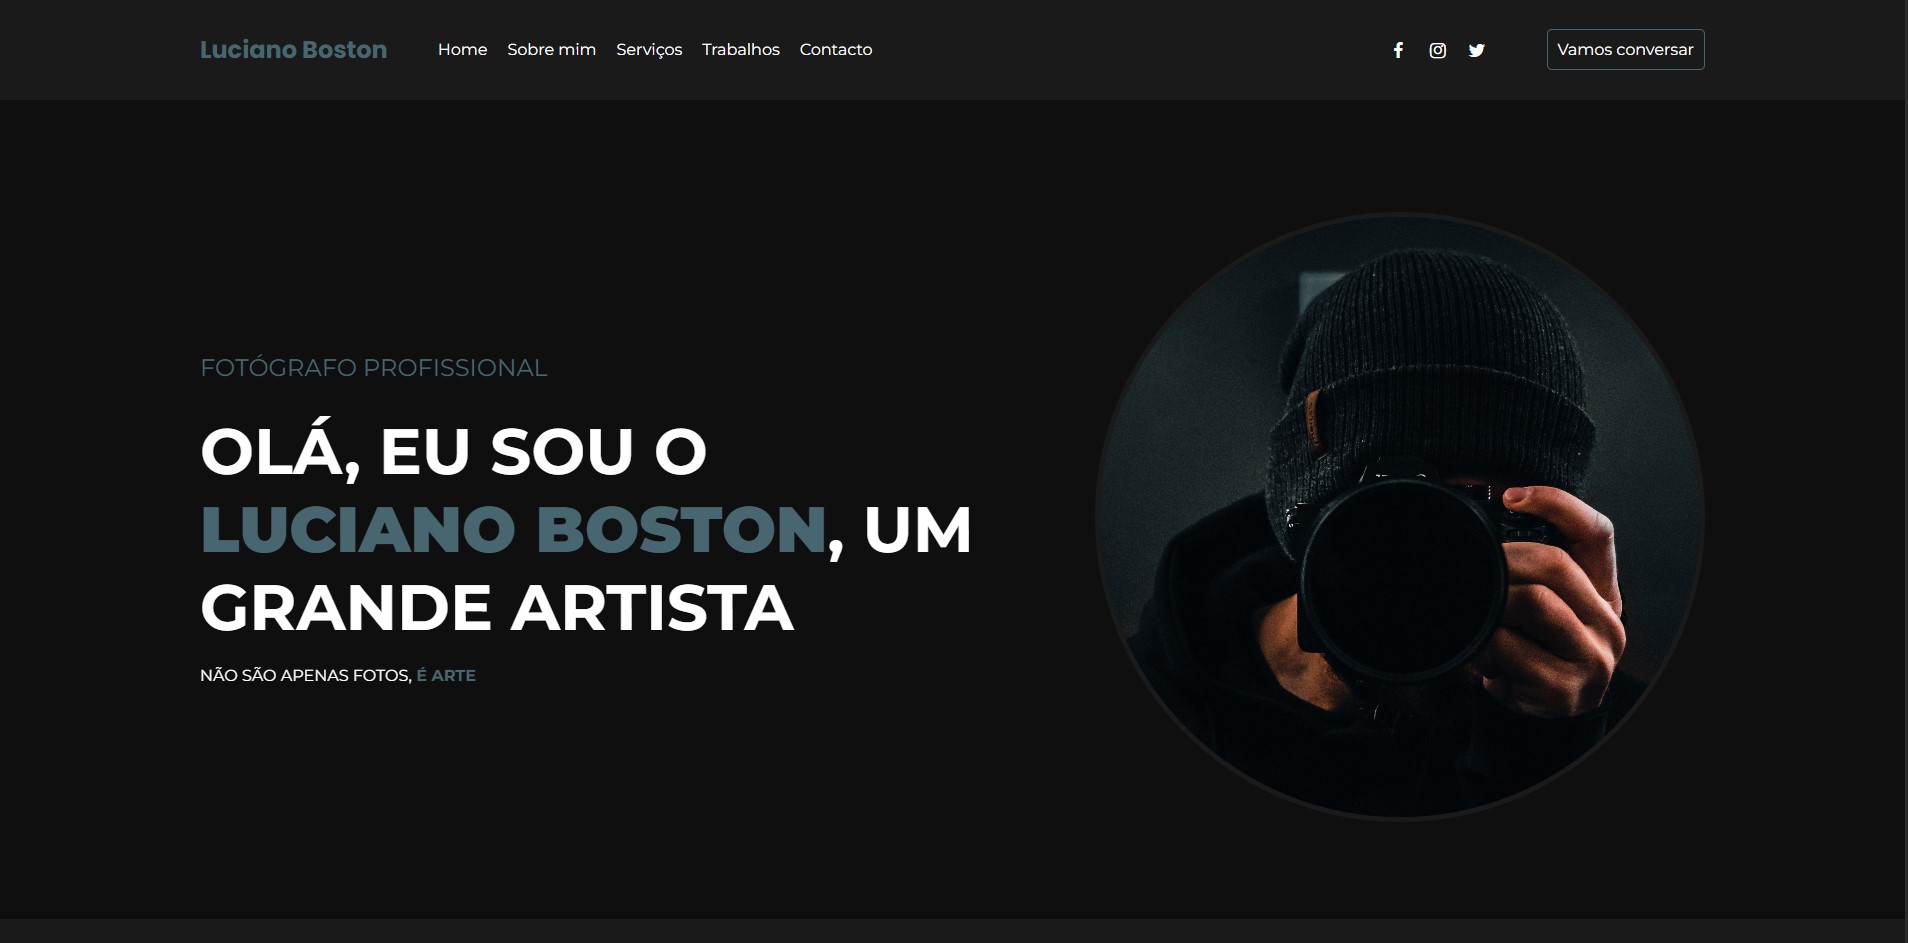 Luciano Boston
Home Sobre mim Serviços Trabalhos Contacto
Vamos conversar
FOTÓGRAFO PROFISSIONAL
OLÁ, EU SOU O
LUCIANO BOSTON, UM
GRANDE ARTISTA
NÃO SÃO APENAS FOTOS, É ARTE